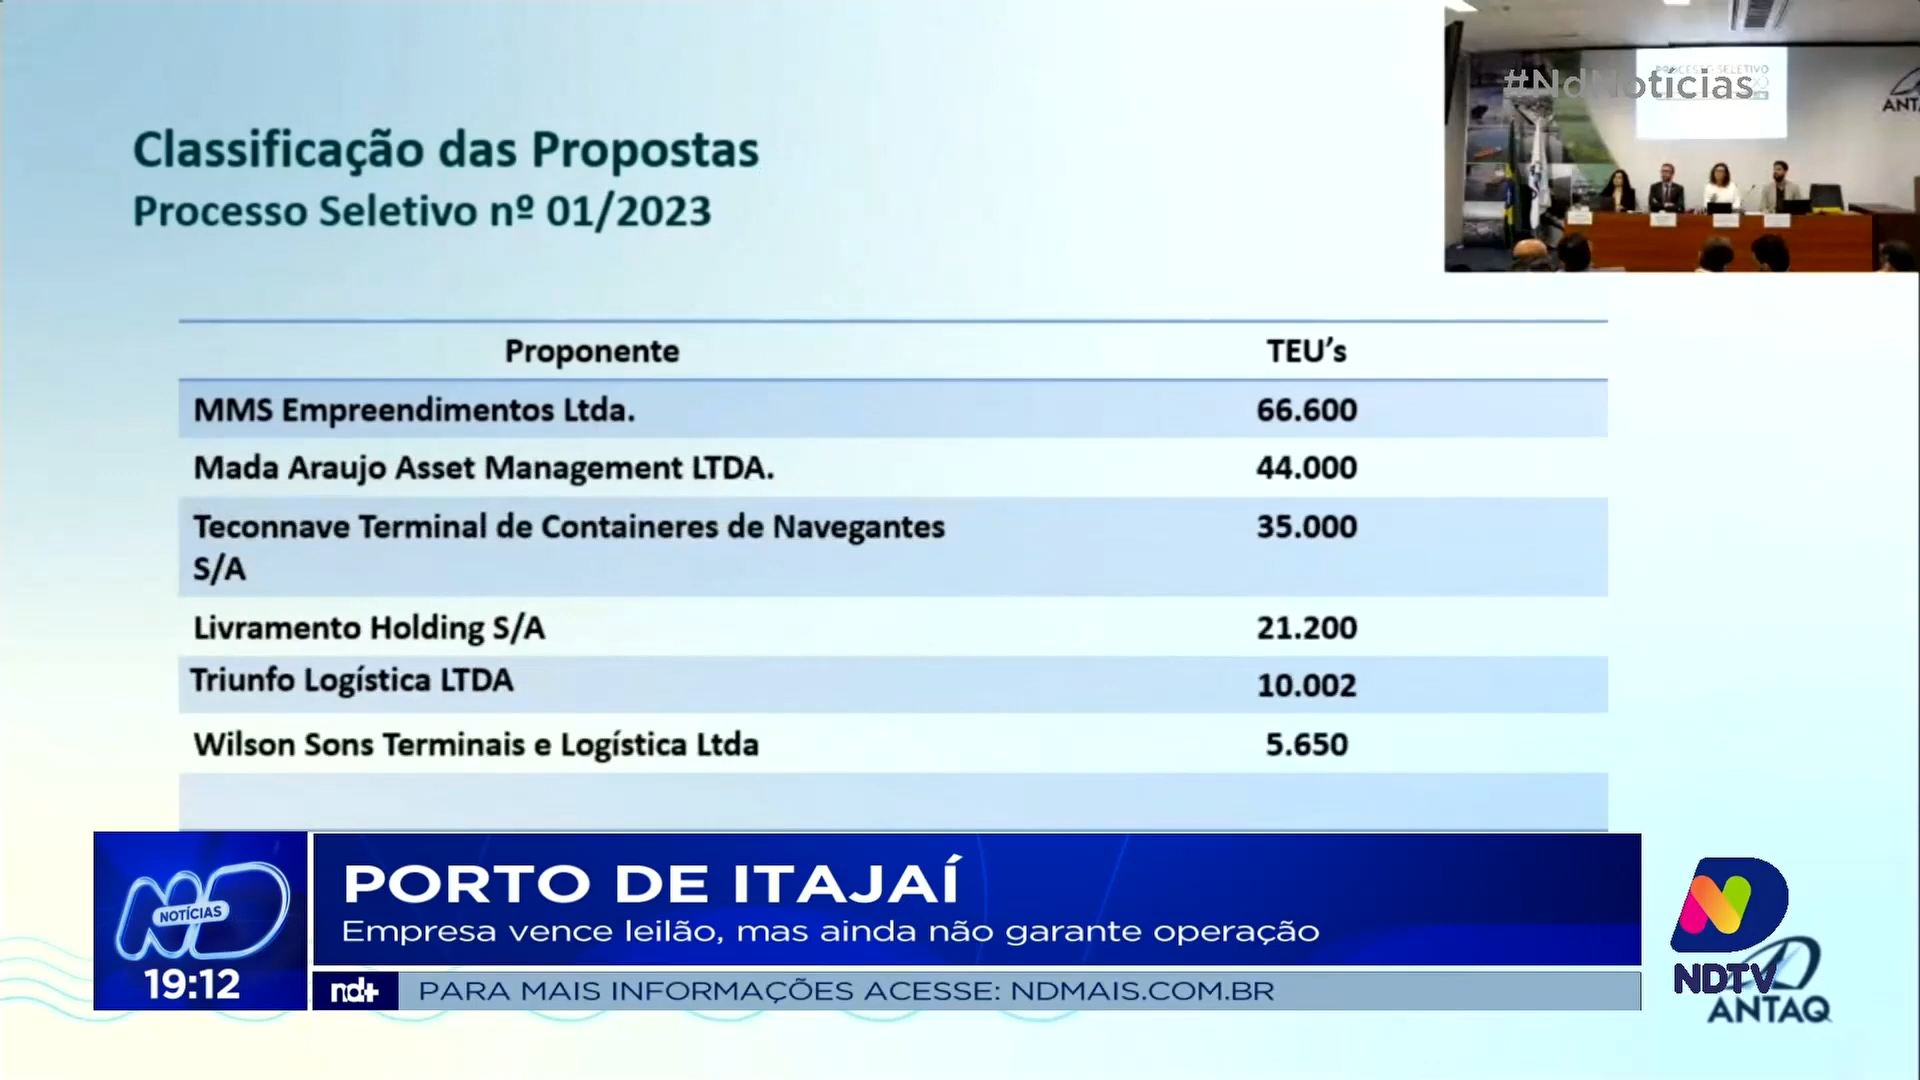 #NdNotícias
PROCESSO SELETIVO
Classificação das Propostas
Processo Seletivo nº 01/2023
Proponente TEU’s
MMS Empreendimentos Ltda. 66.600
Mada Araujo Asset Management LTDA. 44.000
Teconnave Terminal de Containeres de Navegantes 35.000
S/A
Livramento Holding S/A 21.200
Triunfo Logística LTDA 10.002
Wilson Sons Terminais e Logística Ltda 5.650
ND
NOTÍCIAS
19:12
PORTO DE ITAJAÍ
Empresa vence leilão, mas ainda não garante operação
nd+
PARA MAIS INFORMAÇÕES ACESSE: NDMAIS.COM.BR
NDTV
ANTAQ